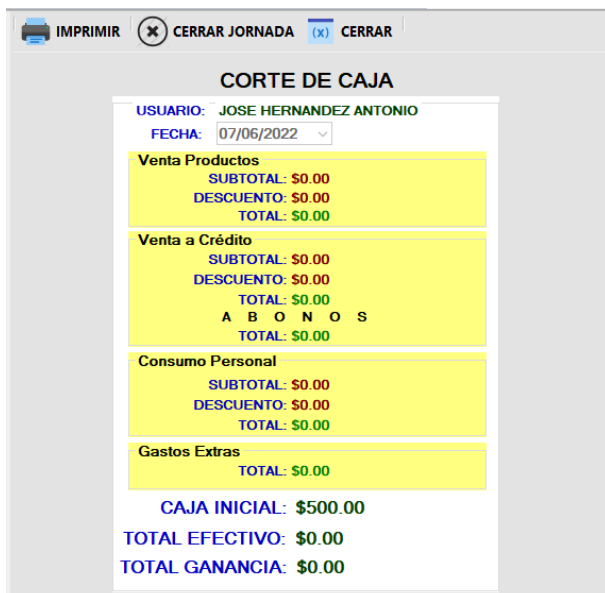 IMPRIMIR CERRAR JORNADA (x) CERRAR
CORTE DE CAJA
USUARIO: JOSE HERNANDEZ ANTONIO
FECHA: 07/06/2022
Venta Productos
SUBTOTAL: $0.00
DESCUENTO: $0.00
TOTAL: $0.00
Venta a Crédito
SUBTOTAL: $0.00
DESCUENTO: $0.00
TOTAL: $0.00
A B O N O S
TOTAL: $0.00
Consumo Personal
SUBTOTAL: $0.00
DESCUENTO: $0.00
TOTAL: $0.00
Gastos Extras
TOTAL: $0.00
CAJA INICIAL: $500.00
TOTAL EFECTIVO: $0.00
TOTAL GANANCIA: $0.00